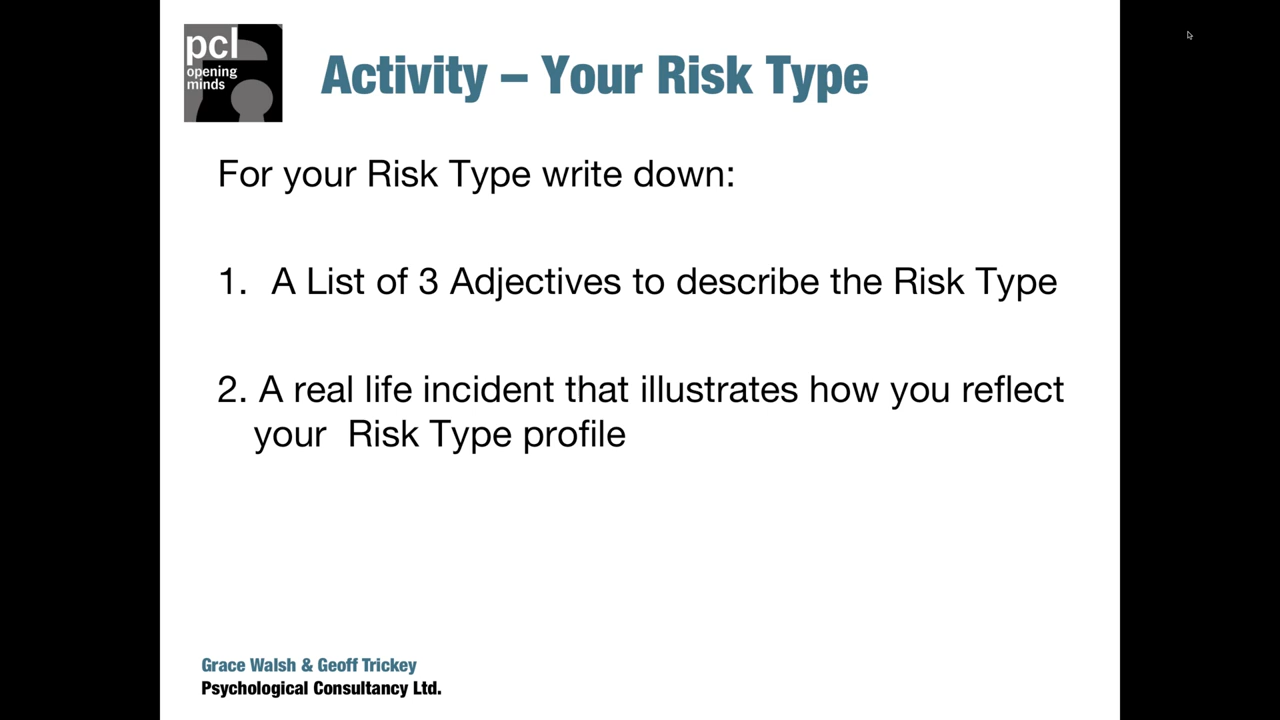 pcl
opening
minds
Activity – Your Risk Type
For your Risk Type write down:
1. A List of 3 Adjectives to describe the Risk Type
2. A real life incident that illustrates how you reflect
your Risk Type profile
Grace Walsh & Geoff Trickey
Psychological Consultancy Ltd.